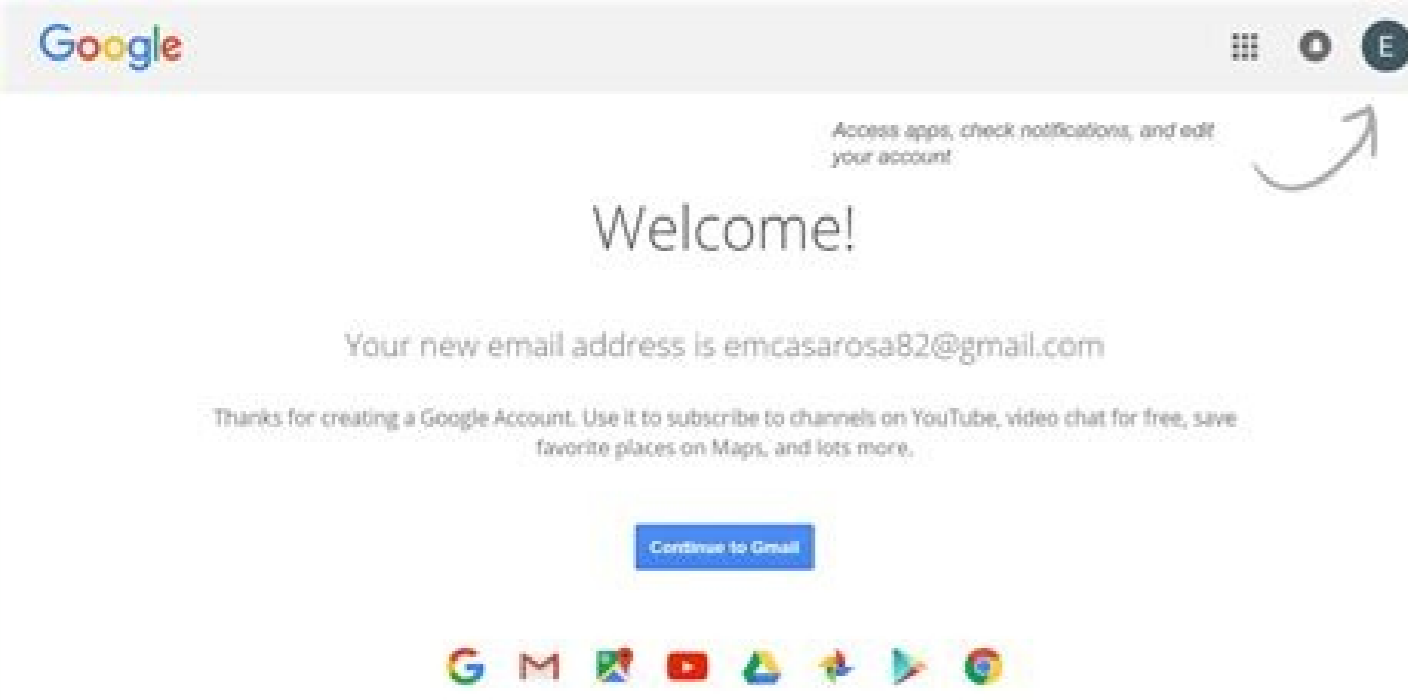 Google
E
Access apps, check notifications, and edit
your account
Welcome!
Your new email address is emcasarosa82@gmail.com
Thanks for creating a Google Account. Use it to subscribe to channels on YouTube, video chat for free, save
favorite places on Maps, and lots more.
Continue to Gmail